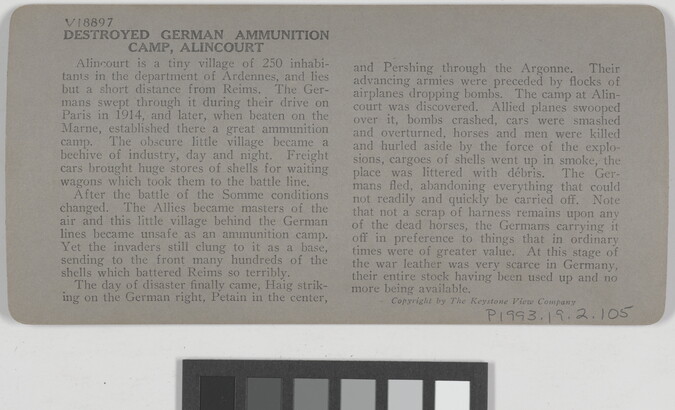 V18897
DESTROYED GERMAN AMMUNITION
CAMP, ALINCOURT
Alincourt is a tiny village of 250 inhabi-
tants in the department of Ardennes, and lies
but a short distance from Reims. The Ger-
mans swept through it during their drive on
Paris in 1914, and later, when beaten on the
Marne, established there a great ammunition
camp. The obscure little village became a
beehive of industry, day and night. Freight
cars brought huge stores of shells for waiting
wagons which took them to the battle line.
After the battle of the Somme conditions
changed. The Allies became masters of the
air and this little village behind the German
lines became unsafe as an ammunition camp.
Yet the invaders still clung to it as a base,
sending to the front many hundreds of the
shells which battered Reims so terribly.
The day of disaster finally came, Haig strik-
ing on the German right, Petain in the center,
and Pershing through the Argonne. Their
advancing armies were preceded by flocks of
airplanes dropping bombs. The camp at Alin-
court was discovered. Allied planes swooped
over it, bombs crashed, cars were smashed
and overturned, horses and men were killed
and hurled aside by the force of the explo-
sions, cargoes of shells went up in smoke, the
place was littered with débris. The Ger-
mans fled, abandoning everything that could
not readily and quickly be carried off. Note
that not a scrap of harness remains upon any
of the dead horses, the Germans carrying it
off in preference to things that in ordinary
times were of greater value. At this stage of
the war leather was very scarce in Germany,
their entire stock having been used up and no
more being available.
Copyright by The Keystone View Company
P1993.19.2.105